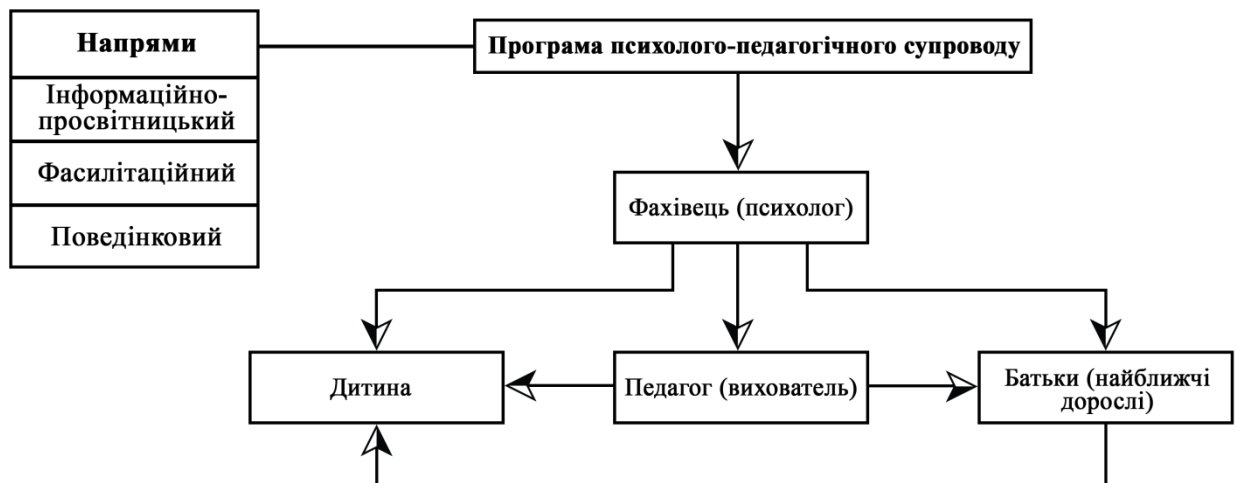 Напрями
Програма психолого-педагогічного супроводу
Інформаційно-
просвітницький
Фасилітаційний
Поведінковий
Фахівець (психолог)
Дитина
Педагог (вихователь)
Батьки (найближчі
дорослі)